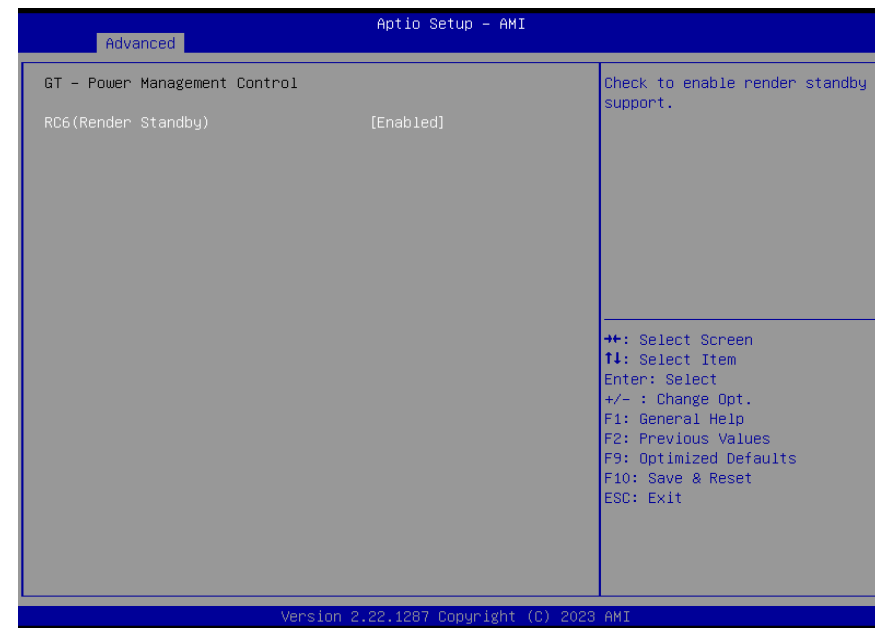 Aptio Setup – AMI
Advanced
GT – Power Management Control
RC6(Render Standby) [Enabled]
Check to enable render standby
support.
→←: Select Screen
↑↓: Select Item
Enter: Select
+/- : Change Opt.
F1: General Help
F2: Previous Values
F9: Optimized Defaults
F10: Save & Reset
ESC: Exit
Version 2.22.1287 Copyright (C) 2023 AMI